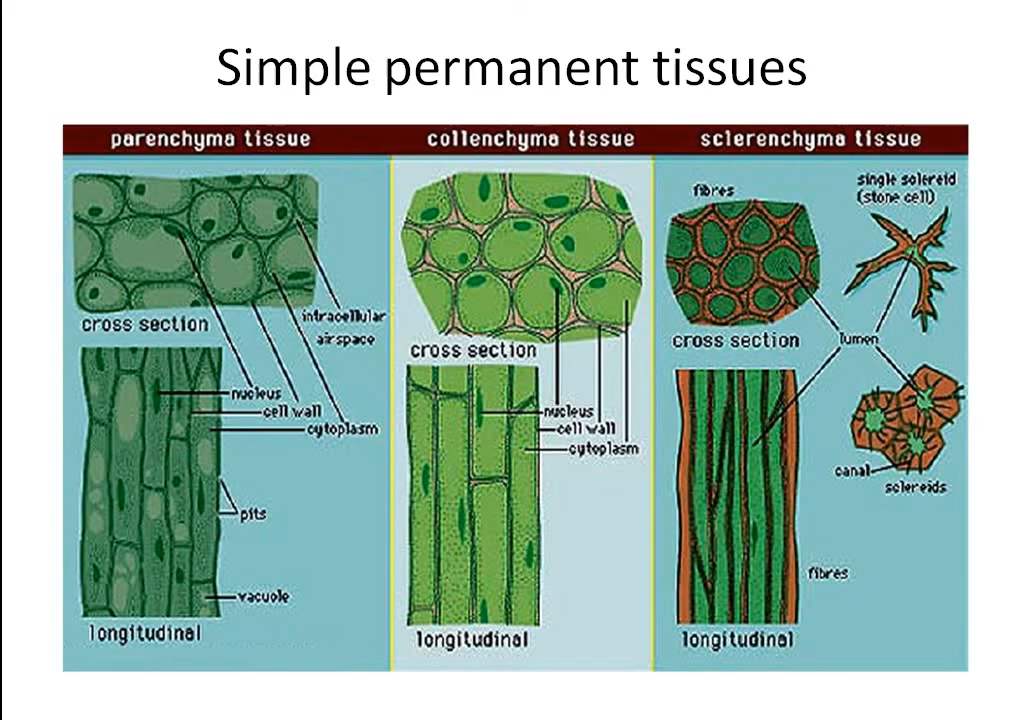 Simple permanent tissues
parenchyma tissue
intracellular
airspace
cross section
nucleus
cell wall
cytoplasm
pits
vacuole
longitudinal
collenchyma tissue
cross section
nucleus
cell wall
cytoplasm
longitudinal
sclerenchyma tissue
fibres
single solereid
(stone cell)
cross section
lumen
canal
sclereids
fibres
longitudinal